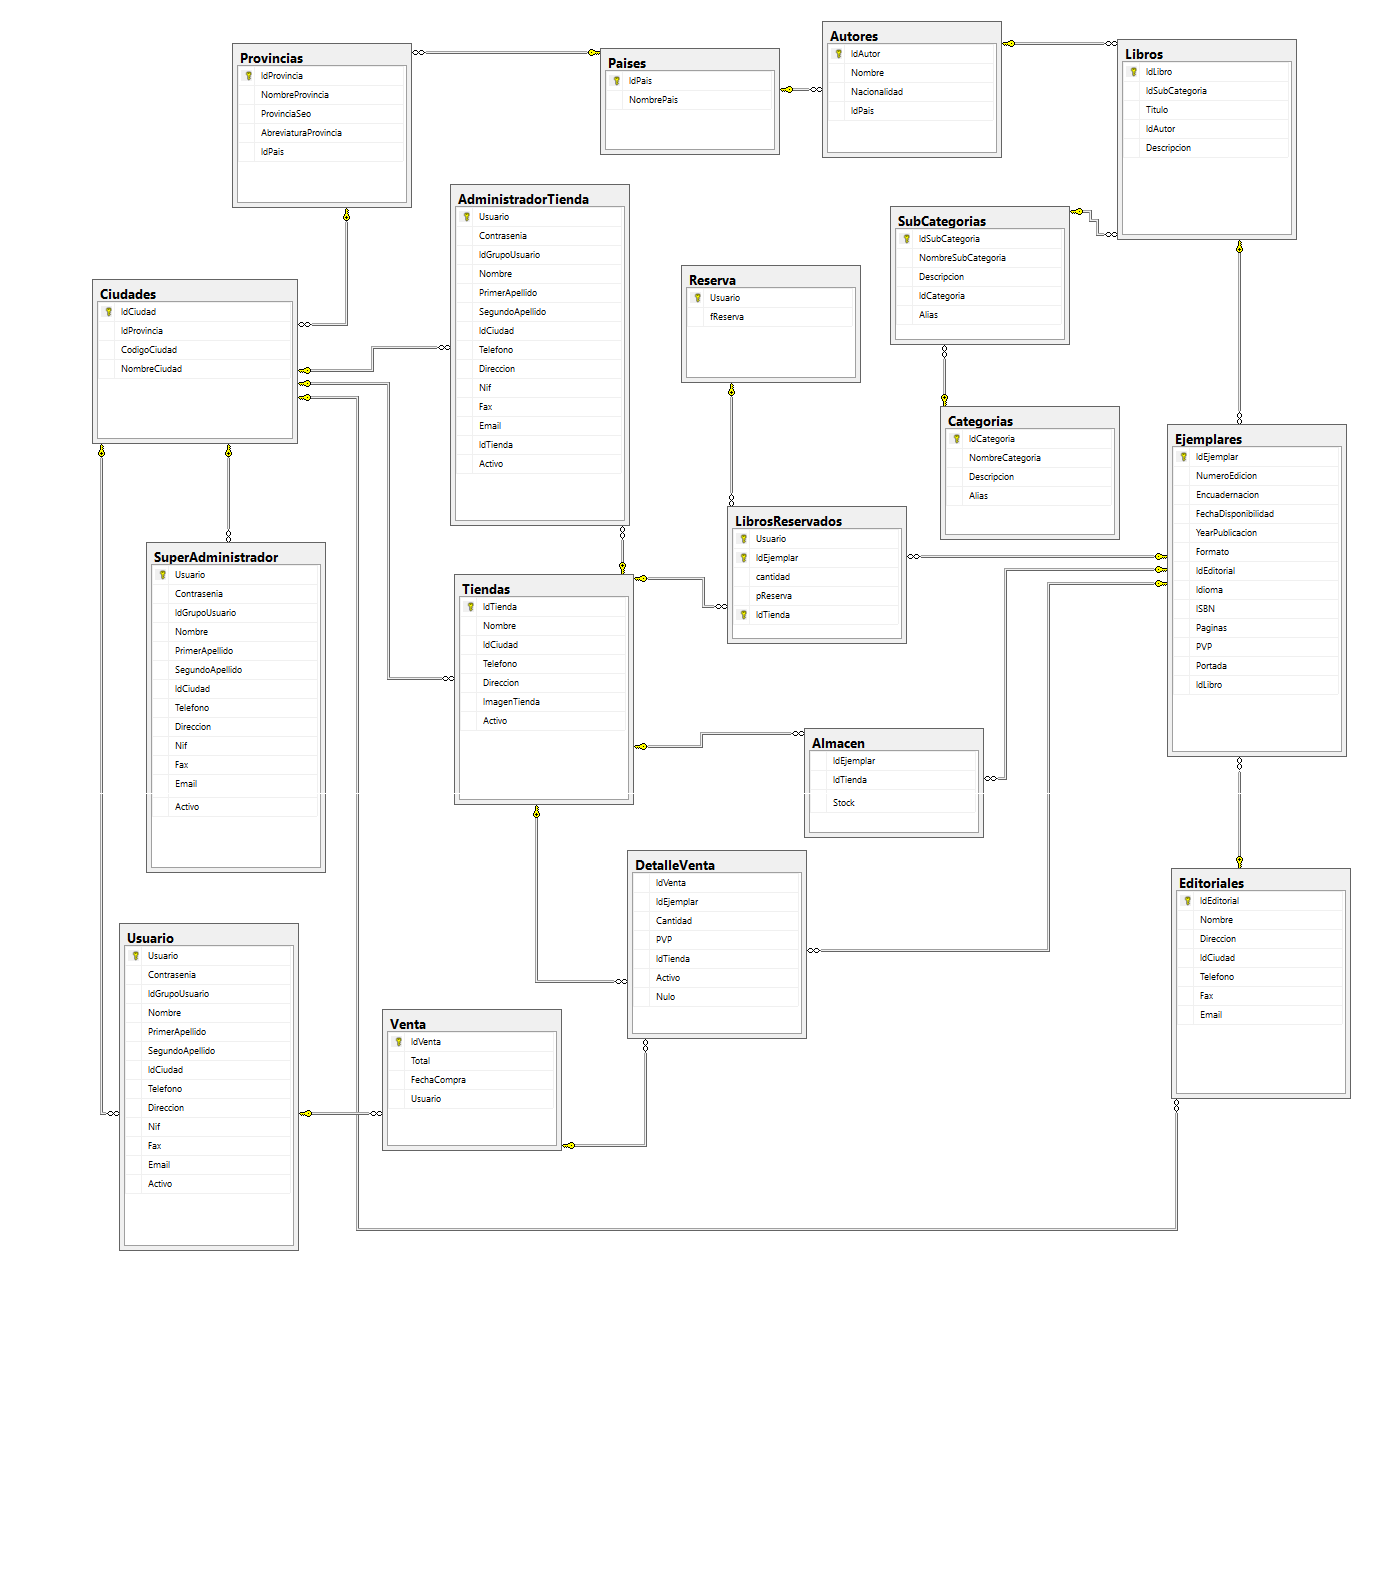 Provincias
IdProvincia
NombreProvincia
ProvinciaSeo
AbreviaturaProvincia
IdPais
Paises
IdPais
NombrePais
Autores
IdAutor
Nombre
Nacionalidad
IdPais
Libros
IdLibro
IdSubCategoria
Titulo
IdAutor
Descripcion
AdministradorTienda
Usuario
Contrasenia
IdGrupoUsuario
Nombre
PrimerApellido
SegundoApellido
IdCiudad
Telefono
Direccion
Nif
Fax
Email
IdTienda
Activo
SubCategorias
IdSubCategoria
NombreSubCategoria
Descripcion
IdCategoria
Alias
Reserva
Usuario
fReserva
Ciudades
IdCiudad
IdProvincia
CodigoCiudad
NombreCiudad
Categorias
IdCategoria
NombreCategoria
Descripcion
Alias
Ejemplares
IdEjemplar
NumeroEdicion
Encuadernacion
FechaDisponibilidad
YearPublicacion
Formato
IdEditorial
Idioma
ISBN
Paginas
PVP
Portada
IdLibro
LibrosReservados
Usuario
IdEjemplar
cantidad
pReserva
IdTienda
SuperAdministrador
Usuario
Contrasenia
IdGrupoUsuario
Nombre
PrimerApellido
SegundoApellido
IdCiudad
Telefono
Direccion
Nif
Fax
Email
Activo
Tiendas
IdTienda
Nombre
IdCiudad
Telefono
Direccion
ImagenTienda
Activo
Almacen
IdEjemplar
IdTienda
Stock
DetalleVenta
IdVenta
IdEjemplar
Cantidad
PVP
IdTienda
Activo
Nulo
Editoriales
IdEditorial
Nombre
Direccion
IdCiudad
Telefono
Fax
Email
Usuario
Usuario
Contrasenia
IdGrupoUsuario
Nombre
PrimerApellido
SegundoApellido
IdCiudad
Telefono
Direccion
Nif
Fax
Email
Activo
Venta
IdVenta
Total
FechaCompra
Usuario